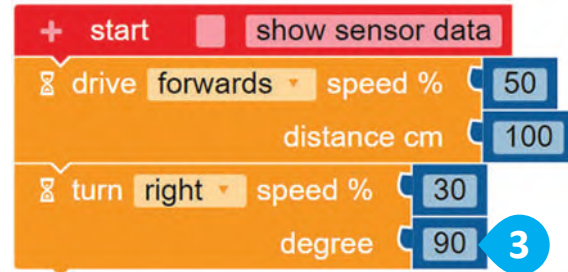 + start show sensor data
drive forwards speed % 50
distance cm 100
turn right speed % 30
degree 90 3